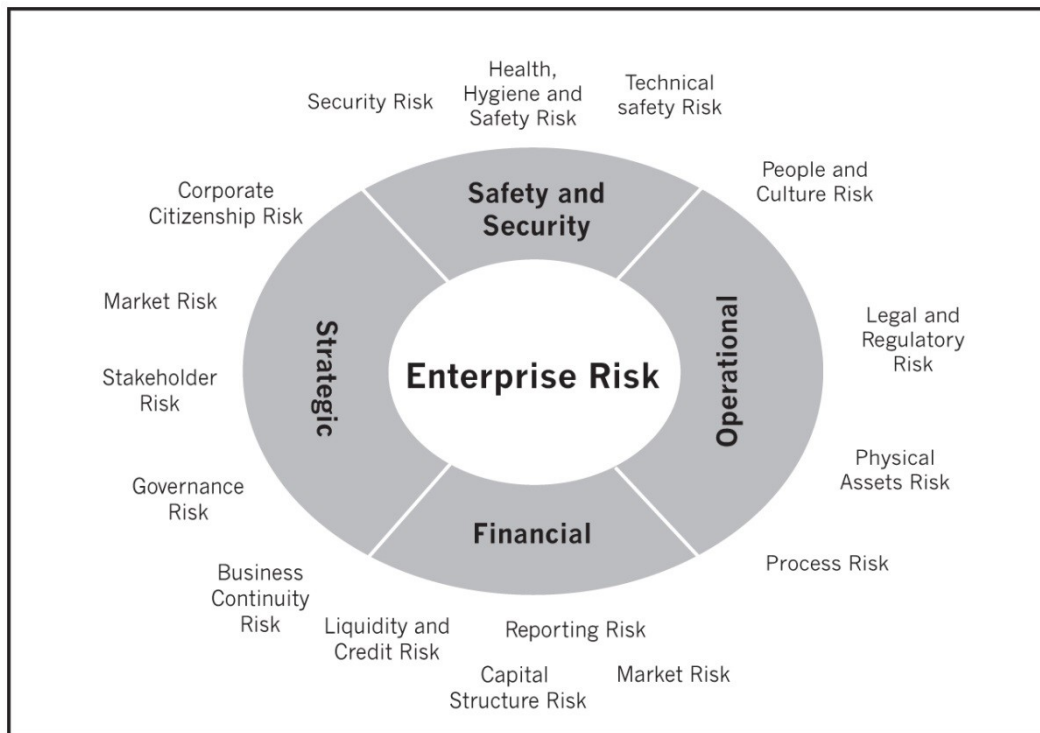 Health,
Hygiene and
Safety Risk
Technical
safety Risk
Security Risk
People and
Culture Risk
Corporate
Citizenship Risk
Safety and
Security
Market Risk
Legal and
Regulatory
Risk
Strategic
Enterprise Risk
Operational
Stakeholder
Risk
Physical
Assets Risk
Governance
Risk
Financial
Process Risk
Business
Continuity
Risk
Liquidity and
Credit Risk
Reporting Risk
Capital
Structure Risk
Market Risk